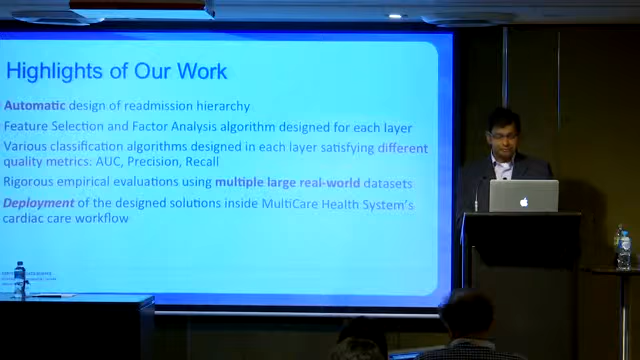 Highlights of Our Work
Automatic design of readmission hierarchy
Feature Selection and Factor Analysis algorithm designed for each layer
Various classification algorithms designed in each layer satisfying different
quality metrics: AUC, Precision, Recall
Rigorous empirical evaluations using multiple large real-world datasets
Deployment of the designed solutions inside MultiCare Health System's
cardiac care workflow